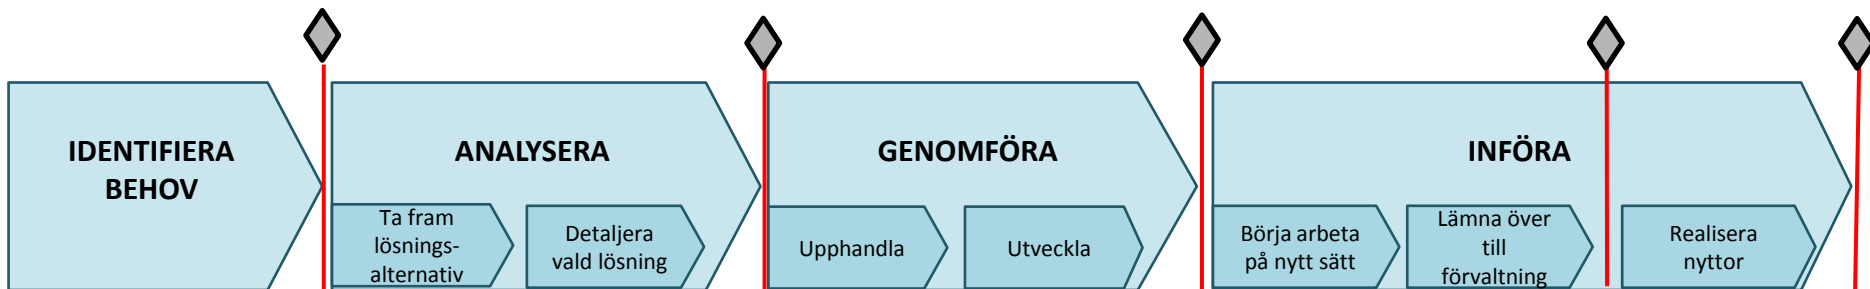 IDENTIFIERA
BEHOV
ANALYSERA
Ta fram
lösnings-
alternativ
Detaljera
vald lösning
GENOMFÖRA
Upphandla
Utveckla
INFÖRA
Börja arbeta
på nytt sätt
Lämna över
till
förvaltning
Realisera
nyttor